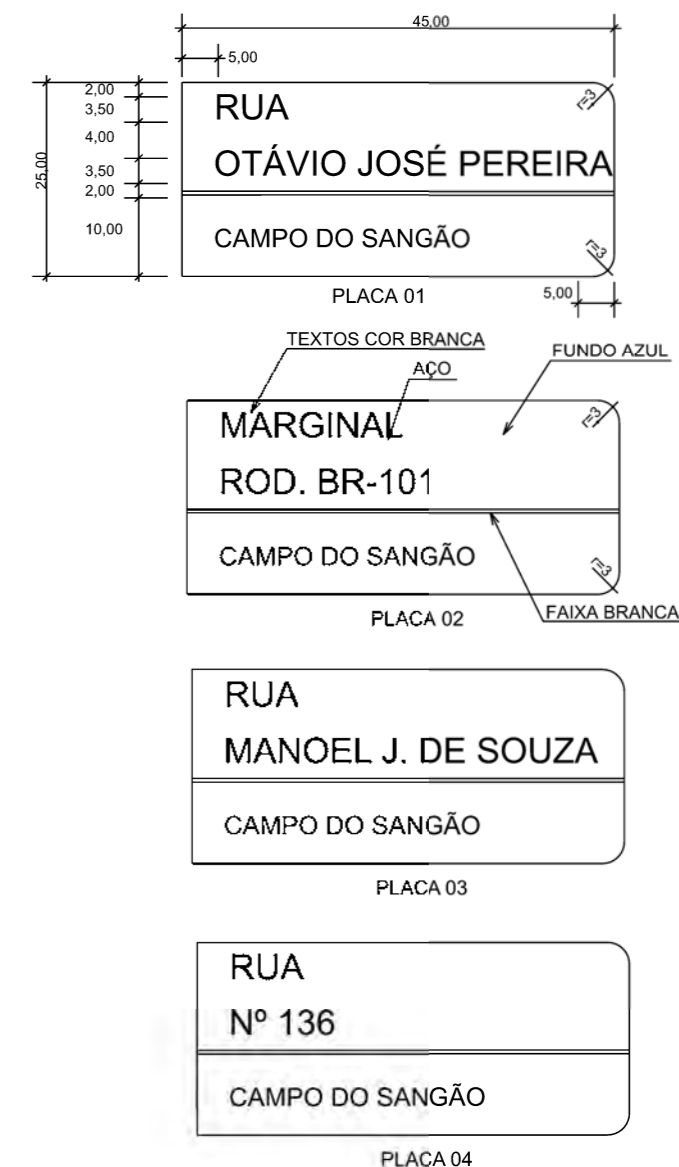 45,00
5,00
2,00
3,50
4,00
3,50
2,00
10,00
25,00
RUA
OTÁVIO JOSÉ PEREIRA
CAMPO DO SANGÃO
r=3
r=3
PLACA 01
5,00
TEXTOS COR BRANCA
AÇO
FUNDO AZUL
MARGINAL
ROD. BR-101
CAMPO DO SANGÃO
r=3
r=3
PLACA 02
FAIXA BRANCA
RUA
MANOEL J. DE SOUZA
CAMPO DO SANGÃO
PLACA 03
RUA
Nº 136
CAMPO DO SANGÃO
PLACA 04